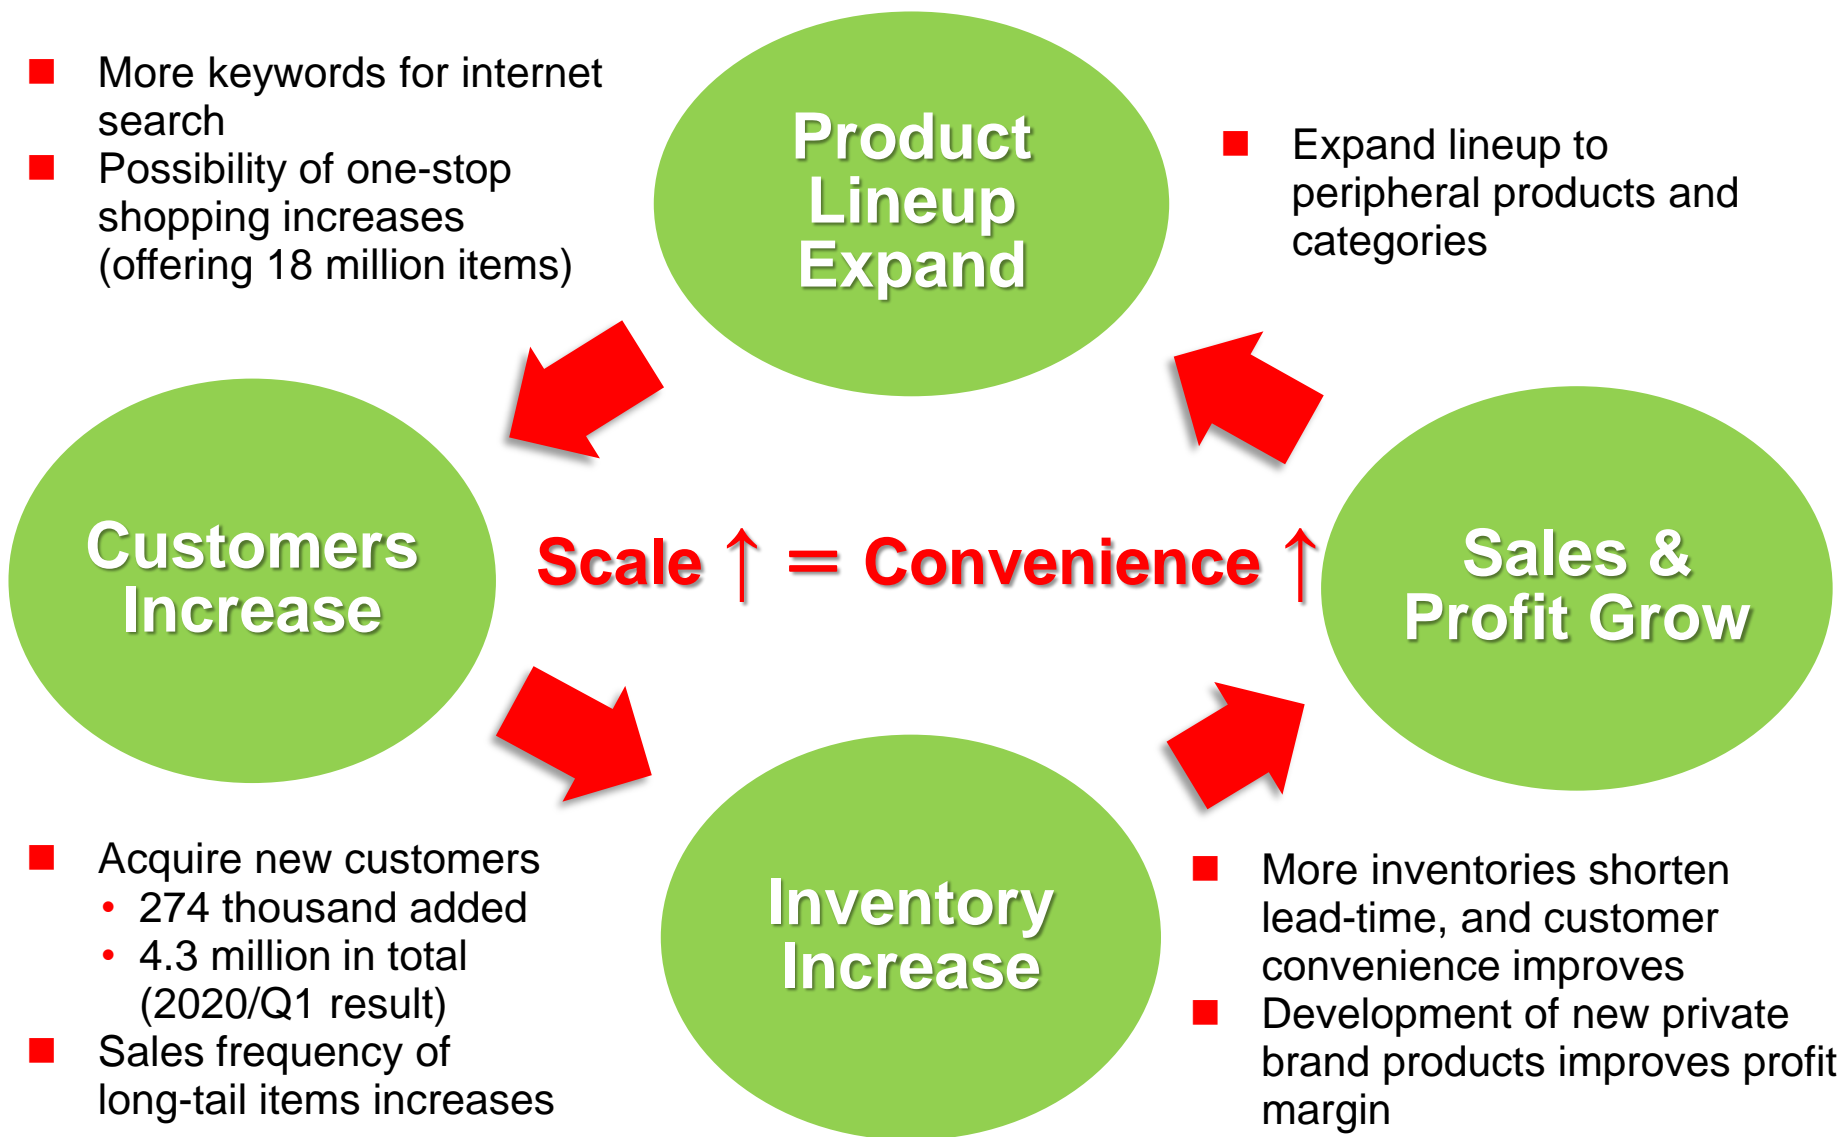 More keywords for internet
search
Possibility of one-stop
shopping increases
(offering 18 million items)
Product
Lineup
Expand
Expand lineup to
peripheral products and
categories
Customers
Increase
Scale ↑ = Convenience ↑
Sales &
Profit Grow
Acquire new customers
• 274 thousand added
• 4.3 million in total
(2020/Q1 result)
Sales frequency of
long-tail items increases
Inventory
Increase
More inventories shorten
lead-time, and customer
convenience improves
Development of new private
brand products improves profit
margin